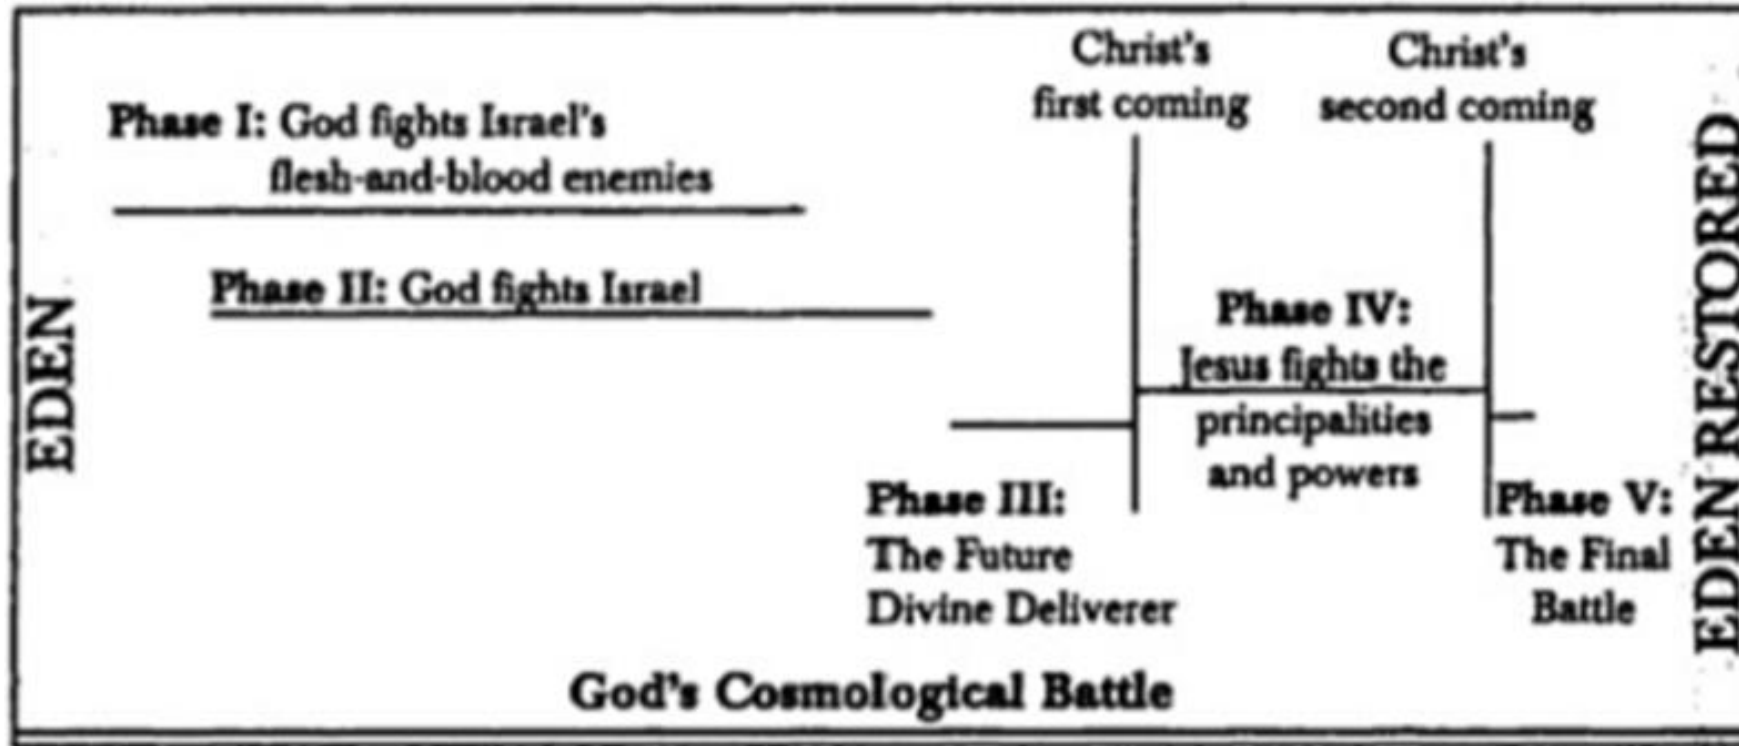 EDEN
Phase I: God fights Israel's
flesh-and-blood enemies
Phase II: God fights Israel
Christ's
first coming
Christ's
second coming
Phase III:
The Future
Divine Deliverer
Phase IV:
Jesus fights the
principalities
and powers
Phase V:
The Final
Battle
EDEN RESTORED
God's Cosmological Battle